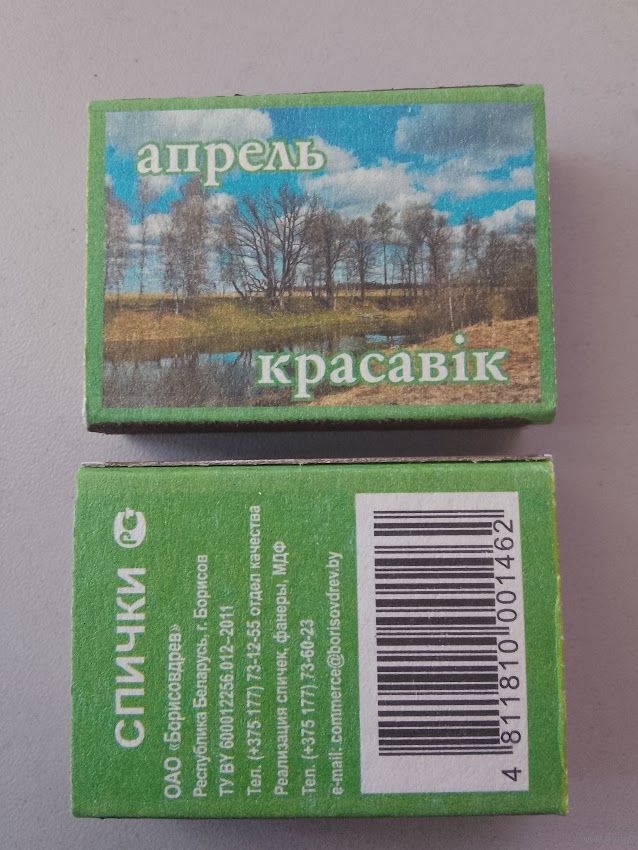 апрель
красавік
СПИЧКИ
ОАО «Борисовдрев»
Республика Беларусь, г. Борисов
ТУ BY 600012256.012–2011
Тел. (+375 177) 73-12-55 отдел качества
Реализация спичек, фанеры, МДФ
Тел. (+375 177) 73-60-23
e-mail: commerce@borisovdrev.by
4 811810 001462